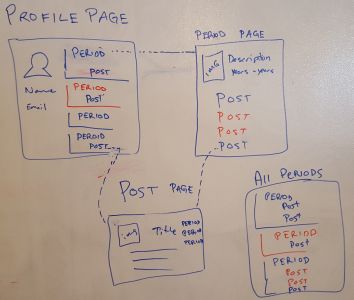 PROFILE PAGE
PERIOD
POST
PERIOD
Post
PERIOD
PEROID
POST
Name
Email
PERIOD PAGE
IMG
Description
Years - years
POST
POST
POST
POST
POST PAGE
IMG
Title
PERIOD
PERIOD
PERIOD
All PERIODS
PERIOD
Post
Post
PERIOD
Post
PERIOD
Post
Post
Post